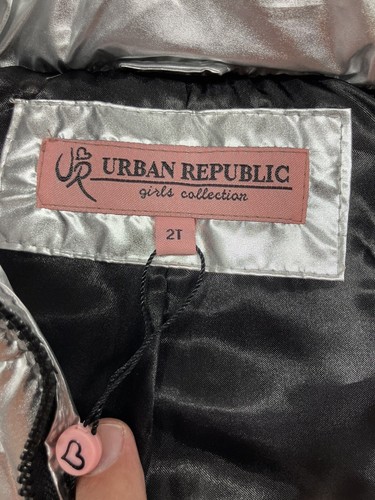 UR URBAN REPUBLIC
girls collection
2T